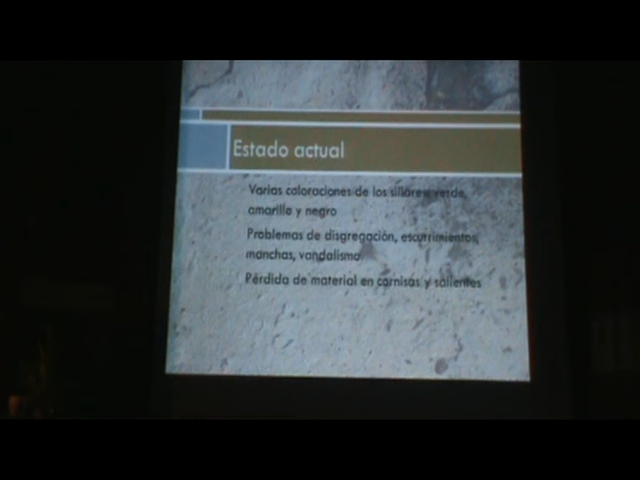 Estado actual
Varias coloraciones de los sillares: verde,
amarillo y negro
Problemas de disgregación, escurrimientos,
manchas, vandalismo
Pérdida de material en cornisas y salientes